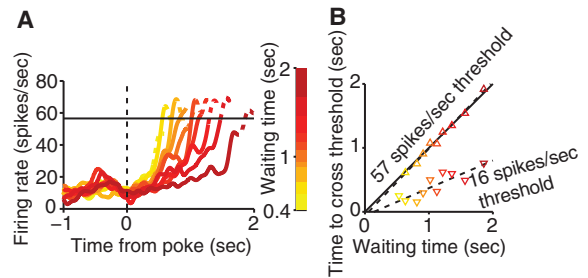 A
Firing rate (spikes/sec)
80
60
40
20
0
-1
0
1
2
Time from poke (sec)
Waiting time (sec)
2
1
0.4
B
Time to cross threshold (sec)
2
1
0
0
1
2
Waiting time (sec)
57 spikes/sec threshold
16 spikes/sec
threshold